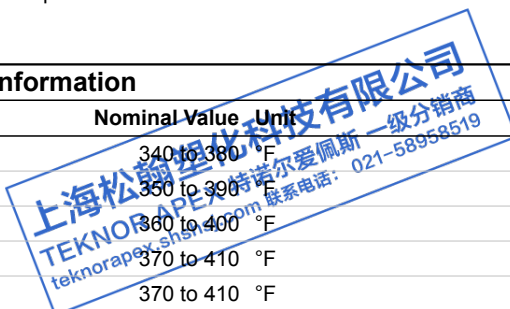 nformation
Nominal Value Unit
340 to 380 °F
350 to 390 °F
360 to 400 °F
370 to 410 °F
370 to 410 °F
上海松翰塑化科技有限公司
TEKNOR APEX 特诺尔爱佩斯 一级分销商
teknorapex.shshsy.com 联系电话: 021-58958519